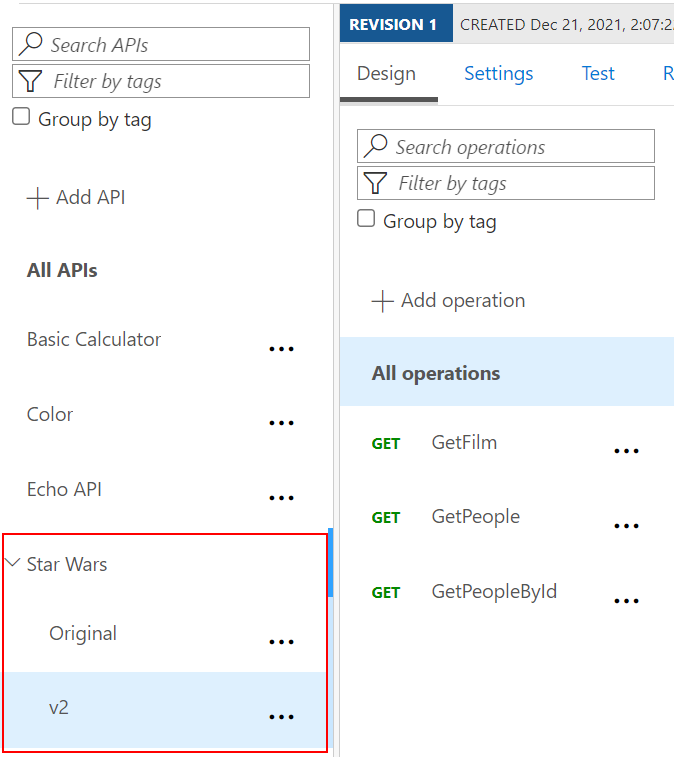 Search APIs
Filter by tags
Group by tag
Add API
All APIs
Basic Calculator
...
Color
...
Echo API
...
Star Wars
Original
...
v2
...
REVISION 1 CREATED Dec 21, 2021, 2:07:2
Design Settings Test R
Search operations
Filter by tags
Group by tag
Add operation
All operations
GET GetFilm ...
GET GetPeople ...
GET GetPeopleById ...